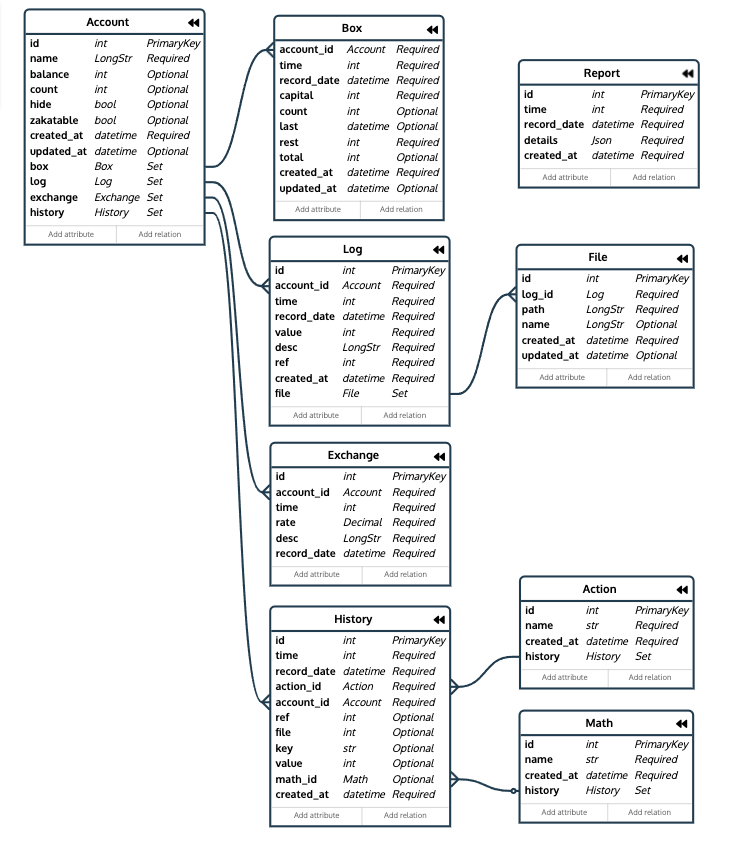 Account
id int PrimaryKey
name LongStr Required
balance int Optional
count int Optional
hide bool Optional
zakatable bool Optional
created_at datetime Required
updated_at datetime Optional
box Box Set
log Log Set
exchange Exchange Set
history History Set
Add attribute Add relation
Box
account_id Account Required
time int Required
record_date datetime Required
capital int Required
count int Optional
last datetime Optional
rest int Required
total int Optional
created_at datetime Required
updated_at datetime Optional
Add attribute Add relation
Report
id int PrimaryKey
time int Required
record_date datetime Required
details Json Required
created_at datetime Required
Add attribute Add relation
Log
id int PrimaryKey
account_id Account Required
time int Required
record_date datetime Required
value int Required
desc LongStr Required
ref int Required
created_at datetime Required
file File Set
Add attribute Add relation
File
id int PrimaryKey
log_id Log Required
path LongStr Required
name LongStr Optional
created_at datetime Required
updated_at datetime Optional
Add attribute Add relation
Exchange
id int PrimaryKey
account_id Account Required
time int Required
rate Decimal Required
desc LongStr Required
record_date datetime Required
Add attribute Add relation
History
id int PrimaryKey
time int Required
record_date datetime Required
action_id Action Required
account_id Account Required
ref int Optional
file int Optional
key str Optional
value int Optional
math_id Math Optional
created_at datetime Required
Add attribute Add relation
Action
id int PrimaryKey
name str Required
created_at datetime Required
history History Set
Add attribute Add relation
Math
id int PrimaryKey
name str Required
created_at datetime Required
history History Set
Add attribute Add relation